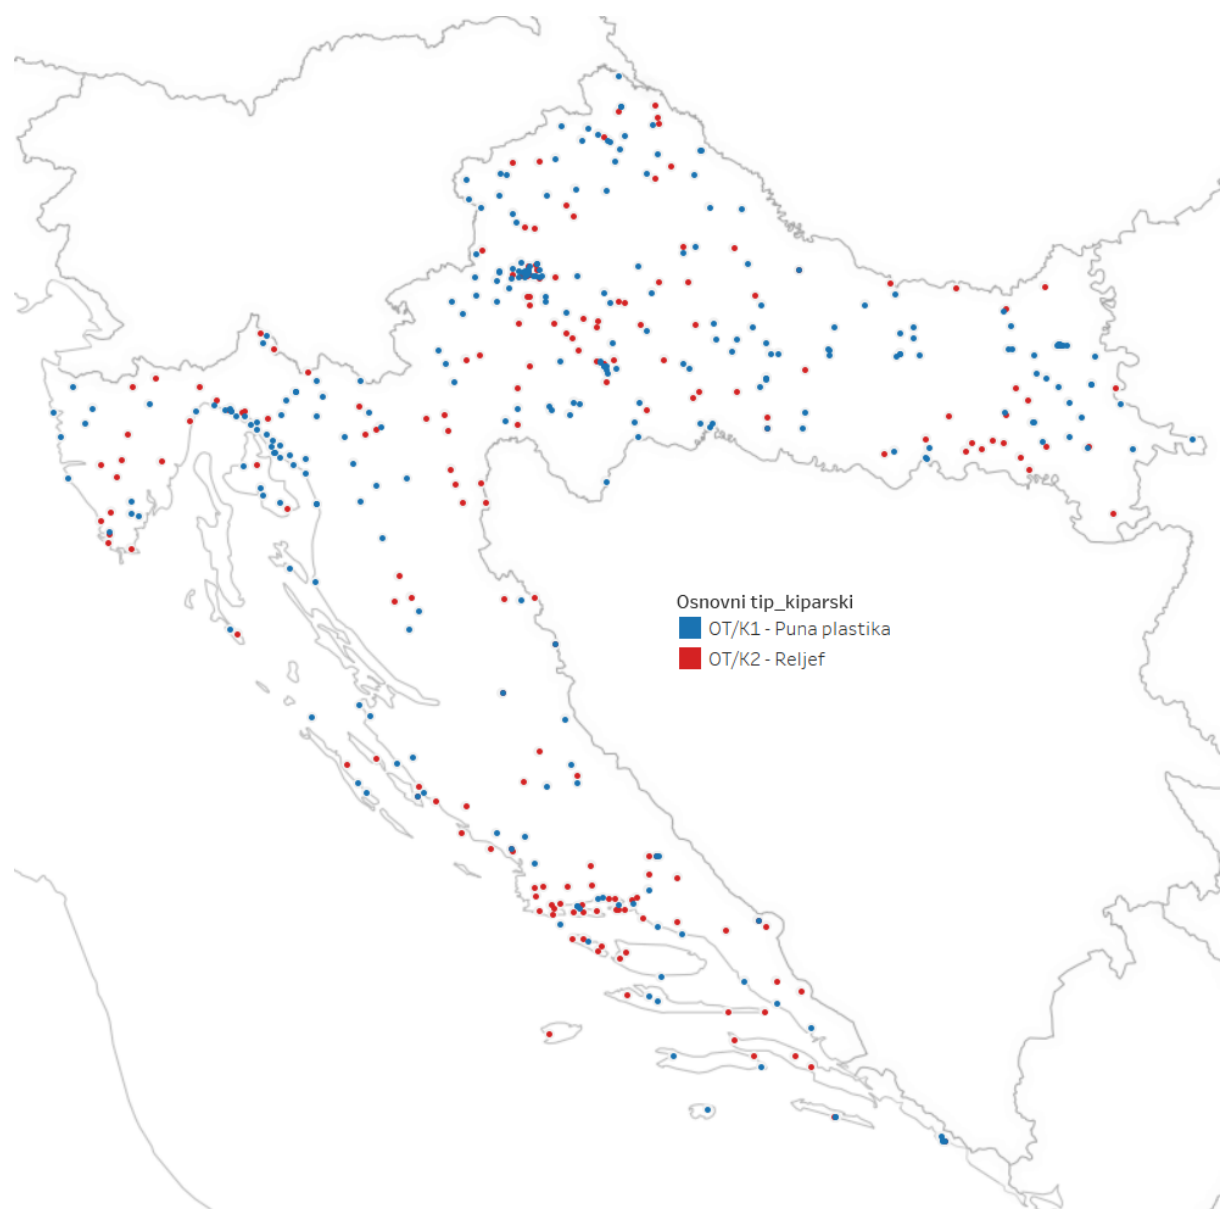 Osnovni tip_kiparski
OT/K1 - Puna plastika
OT/K2 - Reljef